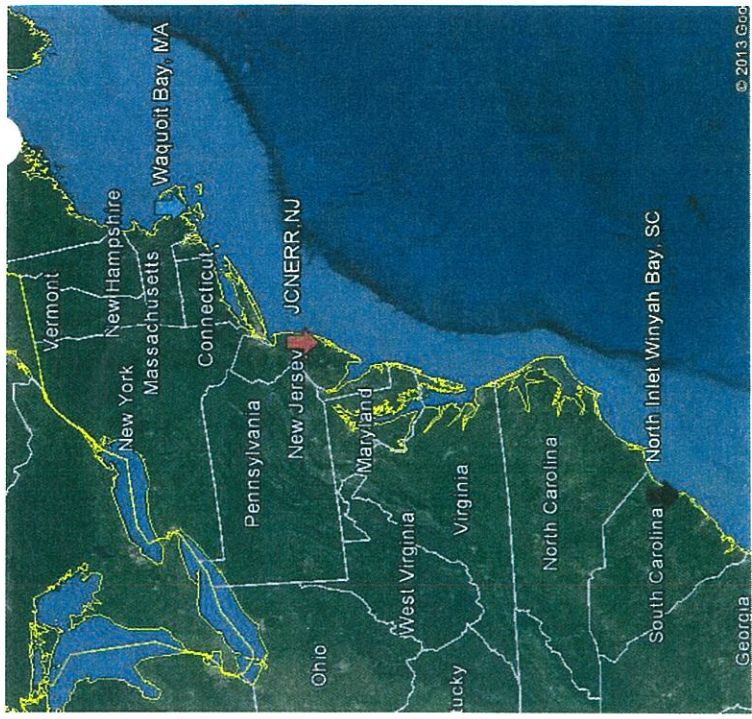 Vermont
New Hampshire
Waquoit Bay, MA
Massachusetts
New York
Connecticut
JCNERR, NJ
Pennsylvania
New Jersey
Maryland
Ohio
West Virginia
Virginia
tucky
North Carolina
North Inlet Winyah Bay, SC
South Carolina
Georgia
© 2013 Goo